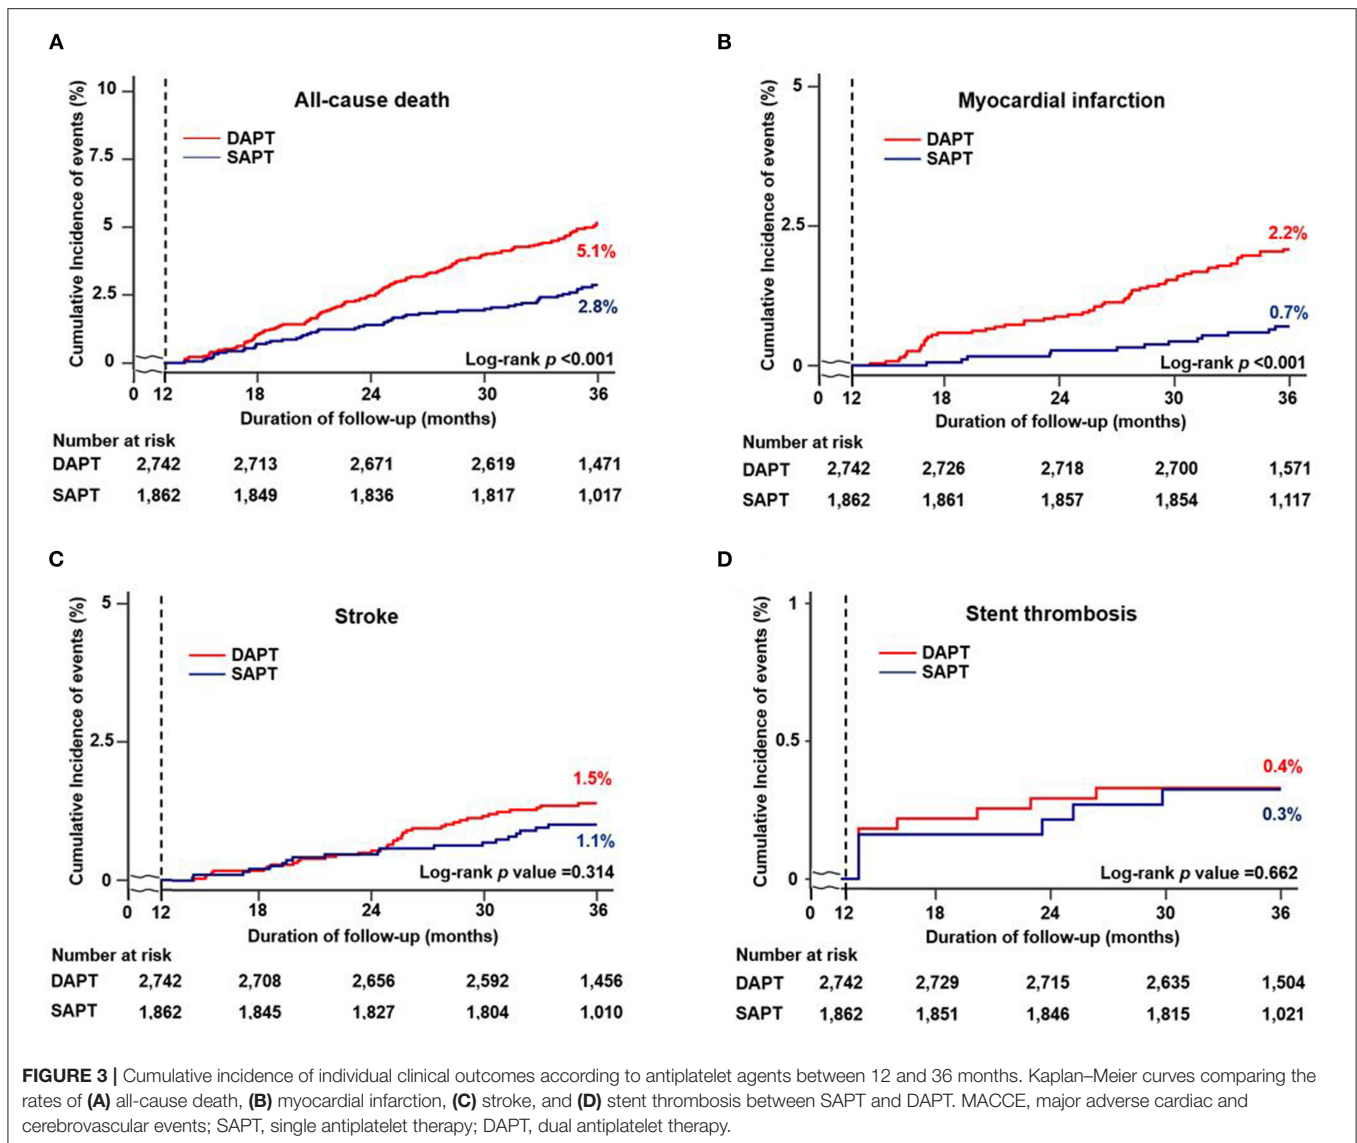 A
Cumulative Incidence of events (%)
All-cause death
10
7.5
5
2.5
0
DAPT
SAPT
5.1%
2.8%
Log-rank p <0.001
0 12 18 24 30 36
Duration of follow-up (months)
Number at risk
DAPT 2,742 2,713 2,671 2,619 1,471
SAPT 1,862 1,849 1,836 1,817 1,017
B
Cumulative Incidence of events (%)
Myocardial infarction
5
2.5
0
DAPT
SAPT
2.2%
0.7%
Log-rank p <0.001
0 12 18 24 30 36
Duration of follow-up (months)
Number at risk
DAPT 2,742 2,726 2,718 2,700 1,571
SAPT 1,862 1,861 1,857 1,854 1,117
C
Cumulative Incidence of events (%)
Stroke
5
2.5
0
DAPT
SAPT
1.5%
1.1%
Log-rank p value =0.314
0 12 18 24 30 36
Duration of follow-up (months)
Number at risk
DAPT 2,742 2,708 2,656 2,592 1,456
SAPT 1,862 1,845 1,827 1,804 1,010
D
Cumulative Incidence of events (%)
Stent thrombosis
1
0.5
0
DAPT
SAPT
0.4%
0.3%
Log-rank p value =0.662
0 12 18 24 30 36
Duration of follow-up (months)
Number at risk
DAPT 2,742 2,729 2,715 2,635 1,504
SAPT 1,862 1,851 1,846 1,815 1,021
FIGURE 3 | Cumulative incidence of individual clinical outcomes according to antiplatelet agents between 12 and 36 months. Kaplan–Meier curves comparing the
rates of (A) all-cause death, (B) myocardial infarction, (C) stroke, and (D) stent thrombosis between SAPT and DAPT. MACCE, major adverse cardiac and
cerebrovascular events; SAPT, single antiplatelet therapy; DAPT, dual antiplatelet therapy.